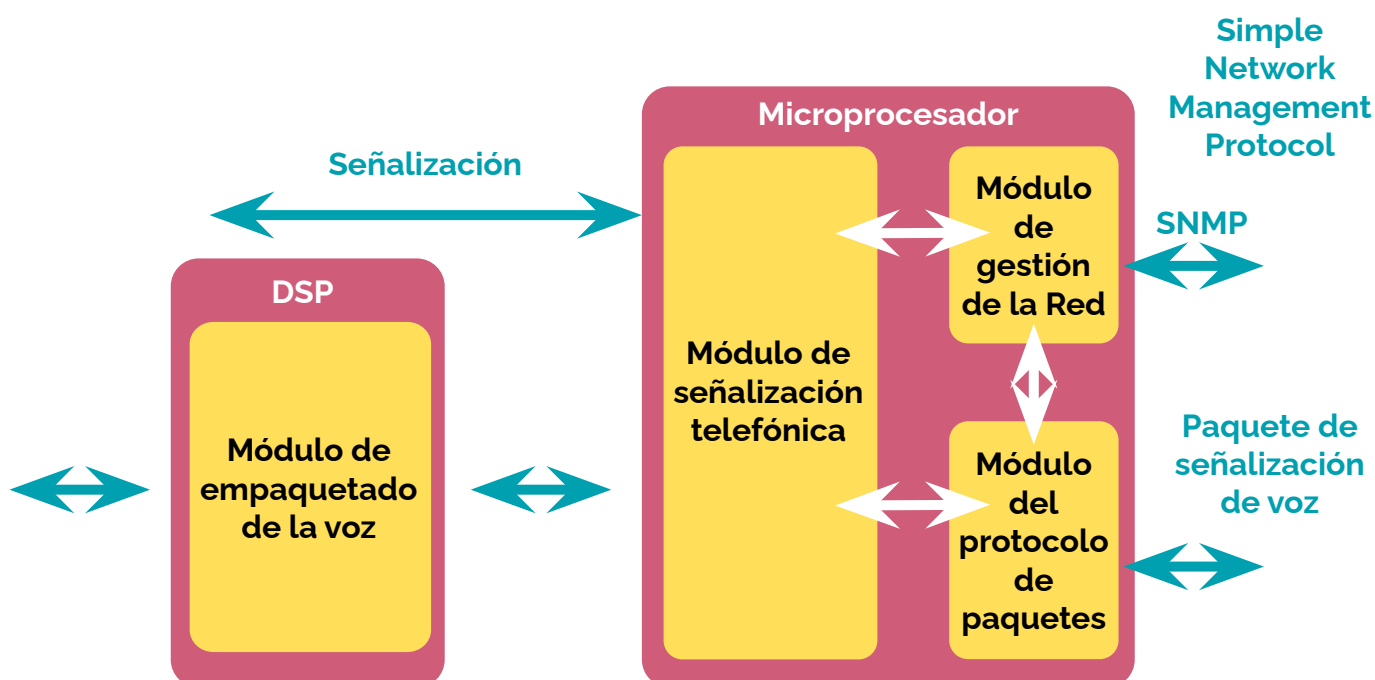 Simple
Network
Management
Protocol
Microprocesador
Señalización
Módulo
de
gestión
de la Red
SNMP
DSP
Módulo de
señalización
telefónica
Módulo de
empaquetado
de la voz
Módulo
del
protocolo
de
paquetes
Paquete de
señalización
de voz